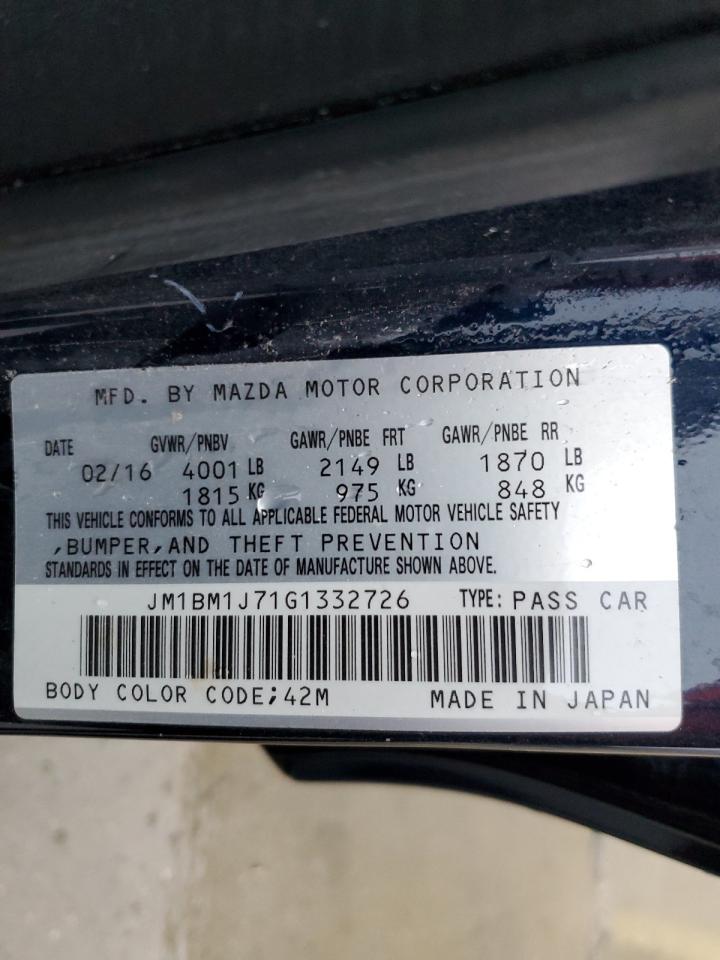 MFD. BY MAZDA MOTOR CORPORATION
DATE GVWR/PNBV GAWR/PNBE FRT GAWR/PNBE RR
02/16 4001 LB 2149 LB 1870 LB
1815 KG 975 KG 848 KG
THIS VEHICLE CONFORMS TO ALL APPLICABLE FEDERAL MOTOR VEHICLE SAFETY
,BUMPER,AND THEFT PREVENTION
STANDARDS IN EFFECT ON THE DATE OF MANUFACTURE SHOWN ABOVE.
JM1BM1J71G1332726 TYPE: PASS CAR
BODY COLOR CODE;42M MADE IN JAPAN